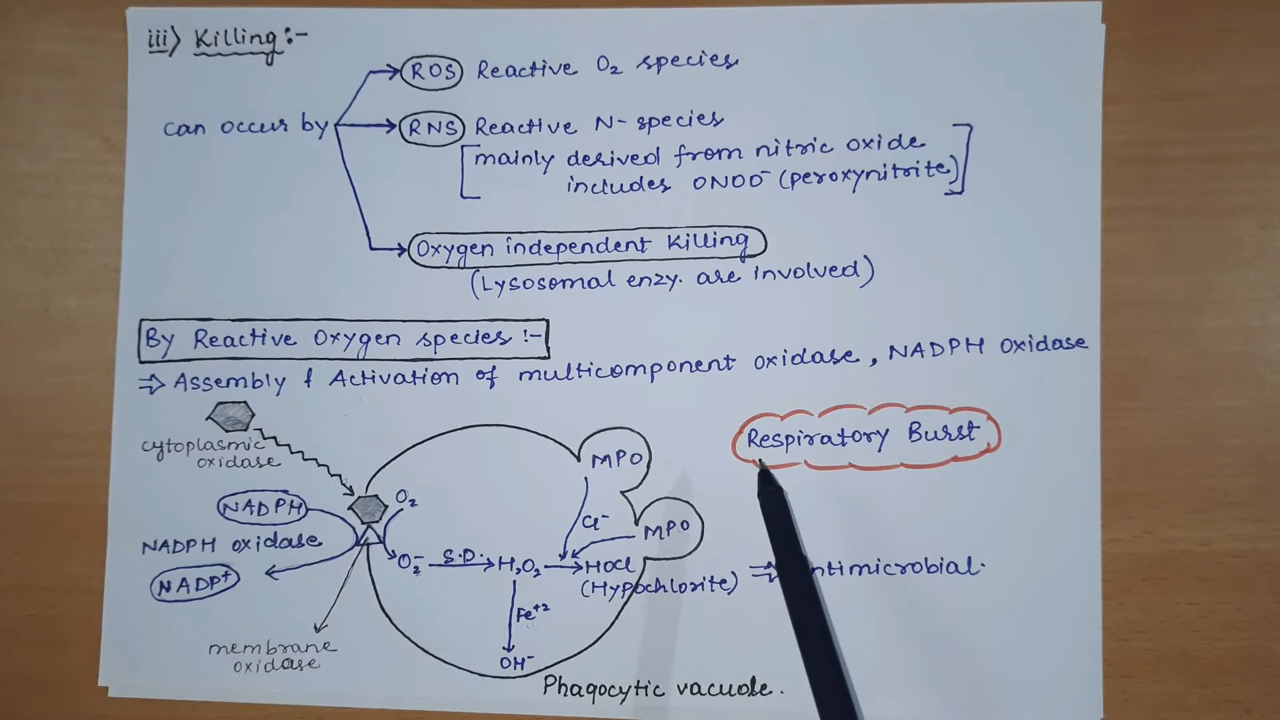 iii) Killing :-
can occur by
ROS Reactive O2 species
RNS Reactive N- species
[mainly derived from nitric oxide
includes ONOO⁻ (peroxynitrite)]
Oxygen independent Killing
(Lysosomal enzy. are involved)
By Reactive Oxygen species :-
⇒ Assembly & Activation of multicomponent oxidase, NADPH oxidase
cytoplasmic
oxidase
Respiratory Burst
MPO
NADPH
O2
Cl⁻
MPO
NADPH oxidase
O2⁻ S.D. H2O2 → HOCl
(Hypochlorite) ⇒ ntimicrobial.
NADP⁺
Fe⁺²
membrane
oxidase
OH⁻
Phagocytic vacuole.